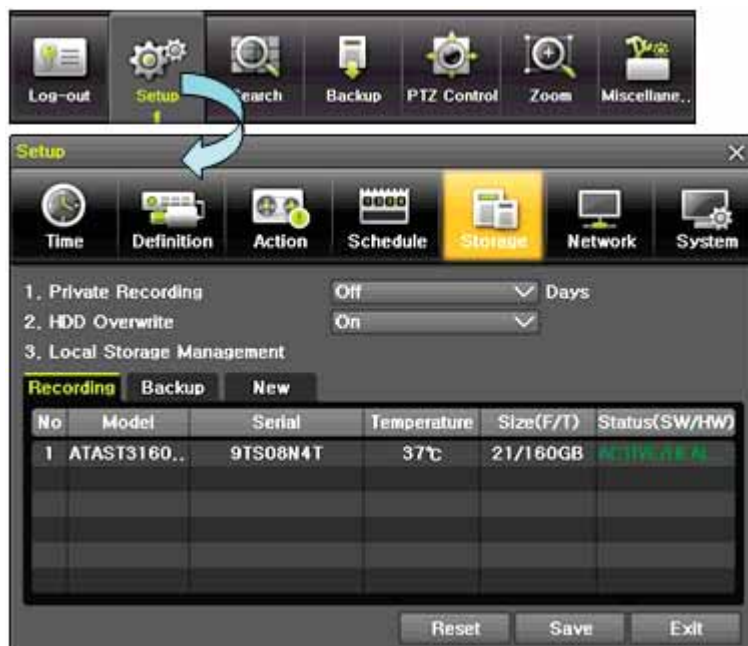 Log-out Setup Search Backup PTZ Control Zoom Miscellane..
Setup
Time Definition Action Schedule Storage Network System
1. Private Recording Off Days
2. HDD Overwrite On
3. Local Storage Management
Recording Backup New
No Model Serial Temperature Size(F/T) Status(SW/HW)
1 ATAST3160.. 9TS08N4T 37℃ 21/160GB ACTIVE/HEAL
Reset Save Exit